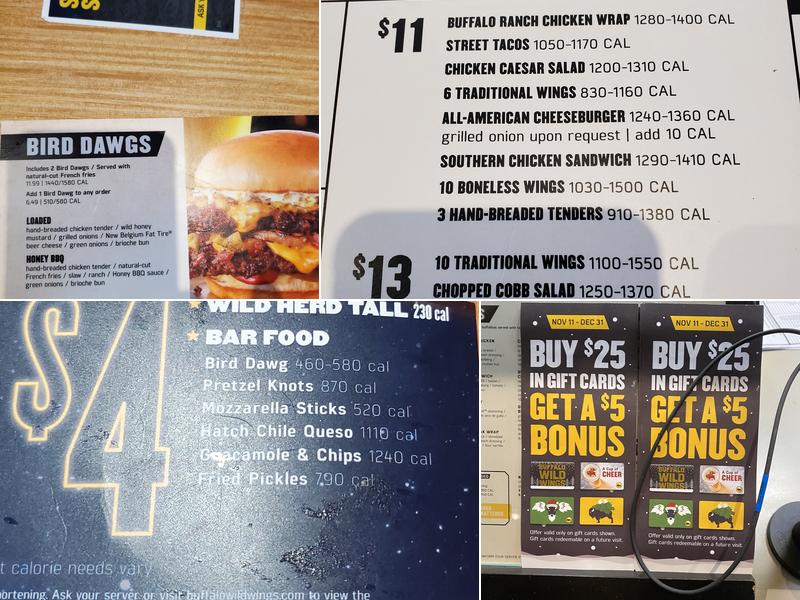 ASK Y
BIRD DAWGS
Includes 2 Bird Dawgs / Served with
natural-cut French fries
11.99 | 1440/1580 CAL
Add 1 Bird Dawg to any order
6.49 | 510/580 CAL
LOADED
hand-breaded chicken tender / wild honey
mustard / grilled onions / New Belgium Fat Tire®
beer cheese / green onions / brioche bun
HONEY BBQ
hand-breaded chicken tender / natural-cut
French fries / slaw / ranch / Honey BBQ sauce /
green onions / brioche bun
$11
BUFFALO RANCH CHICKEN WRAP 1280-1400 CAL
STREET TACOS 1050-1170 CAL
CHICKEN CAESAR SALAD 1200-1310 CAL
6 TRADITIONAL WINGS 830-1160 CAL
ALL-AMERICAN CHEESEBURGER 1240-1360 CAL
grilled onion upon request | add 10 CAL
SOUTHERN CHICKEN SANDWICH 1290-1410 CAL
10 BONELESS WINGS 1030-1500 CAL
3 HAND-BREADED TENDERS 910-1380 CAL
$13
10 TRADITIONAL WINGS 1100-1550 CAL
CHOPPED COBB SALAD 1250-1370 CAL
$4
WILD HERD TALL 230 cal
BAR FOOD
Bird Dawg 460-580 cal
Pretzel Knots 870 cal
Mozzarella Sticks 520 cal
Hatch Chile Queso 1110 cal
Guacamole & Chips 1240 cal
Fried Pickles 790 cal
t calorie needs vary
ortening. Ask your server or visit buffalowildwings.com to view the
NOV 11 - DEC 31
BUY $25
IN GIFT CARDS
GET A $5
BONUS
BUFFALO
WILD
WINGS
A Cup of
CHEER
Offer valid only on gift cards shown.
Gift cards redeemable on a future visit.
NOV 11 - DEC 31
BUY $25
IN GIFT CARDS
GET A $5
BONUS
BUFFALO
WILD
WINGS
A Cup of
CHEER
Offer valid only on gift cards shown.
Gift cards redeemable on a future visit.